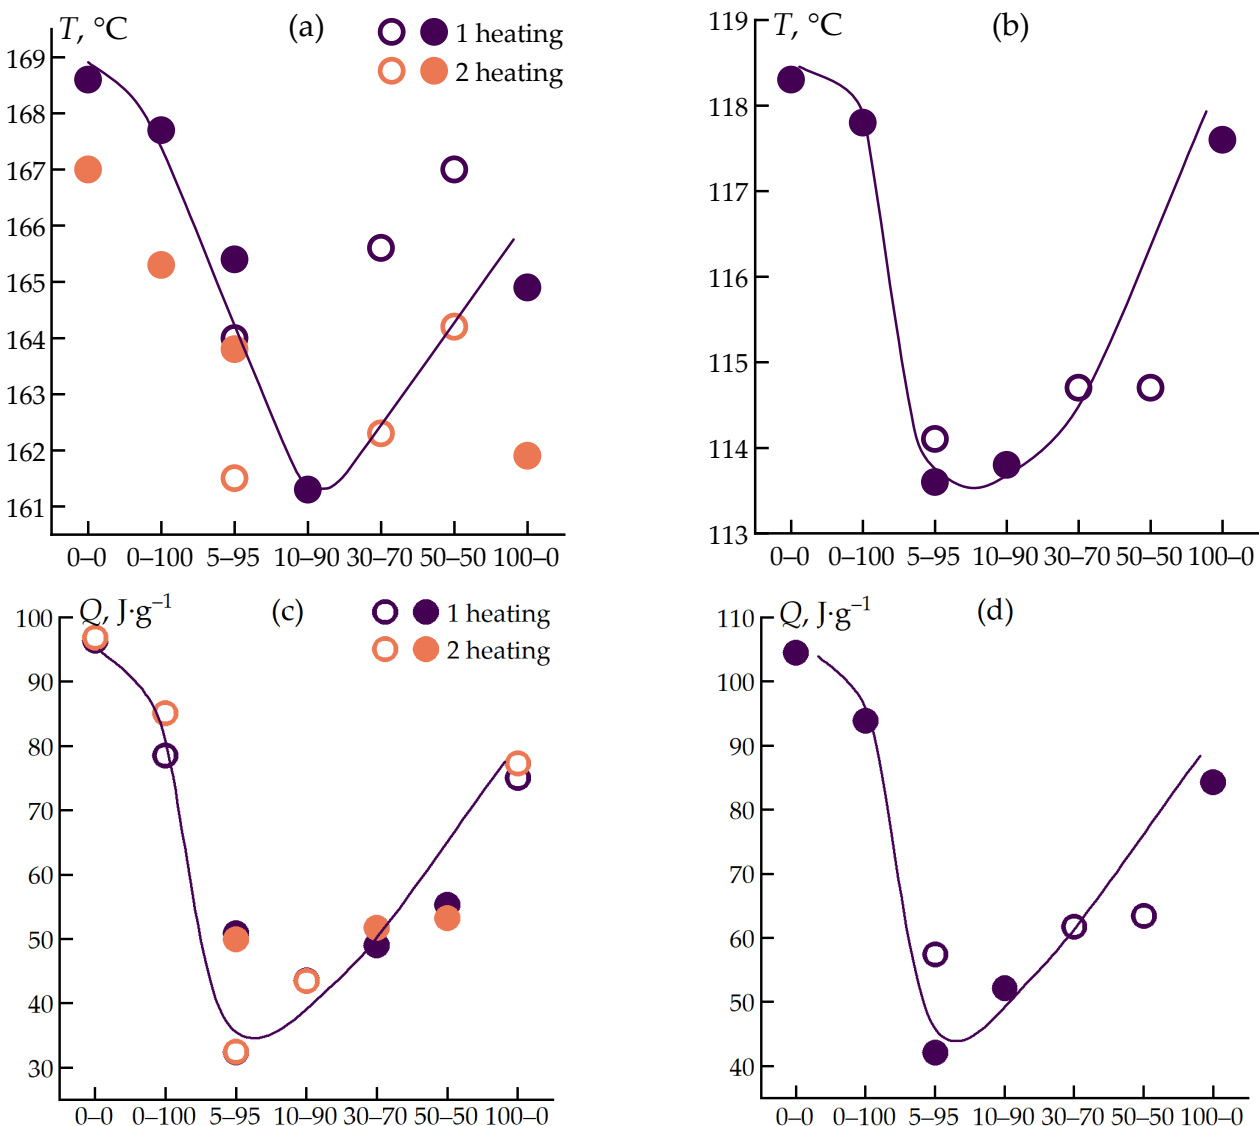 T, °C
(a)
1 heating
2 heating
169
168
167
166
165
164
163
162
161
0–0 0–100 5–95 10–90 30–70 50–50 100–0
T, °C
(b)
119
118
117
116
115
114
113
0–0 0–100 5–95 10–90 30–70 50–50 100–0
Q, J·g⁻¹
(c)
1 heating
2 heating
100
90
80
70
60
50
40
30
0–0 0–100 5–95 10–90 30–70 50–50 100–0
Q, J·g⁻¹
(d)
110
100
90
80
70
60
50
40
0–0 0–100 5–95 10–90 30–70 50–50 100–0